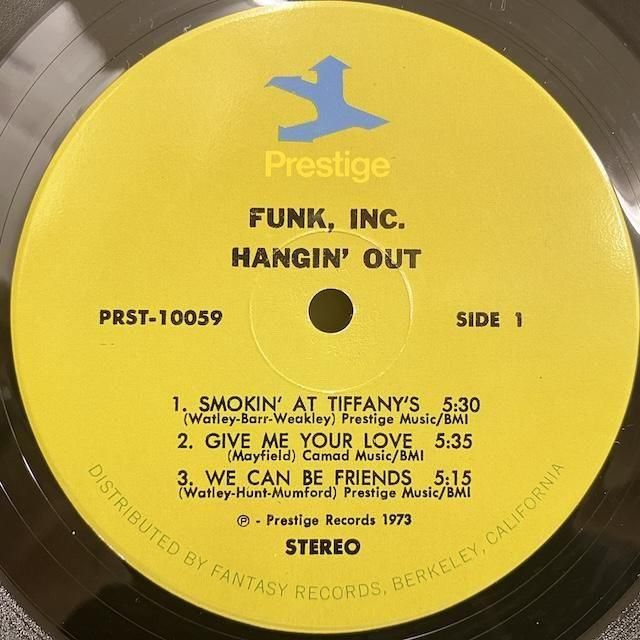 Prestige
FUNK, INC.
HANGIN' OUT
PRST-10059
SIDE 1
1. SMOKIN' AT TIFFANY'S 5:30
(Watley-Barr-Weakley) Prestige Music/BMI
2. GIVE ME YOUR LOVE 5:35
(Mayfield) Camad Music/BMI
3. WE CAN BE FRIENDS 5:15
(Watley-Hunt-Mumford) Prestige Music/BMI
℗ - Prestige Records 1973
STEREO
DISTRIBUTED BY FANTASY RECORDS, BERKELEY, CALIFORNIA